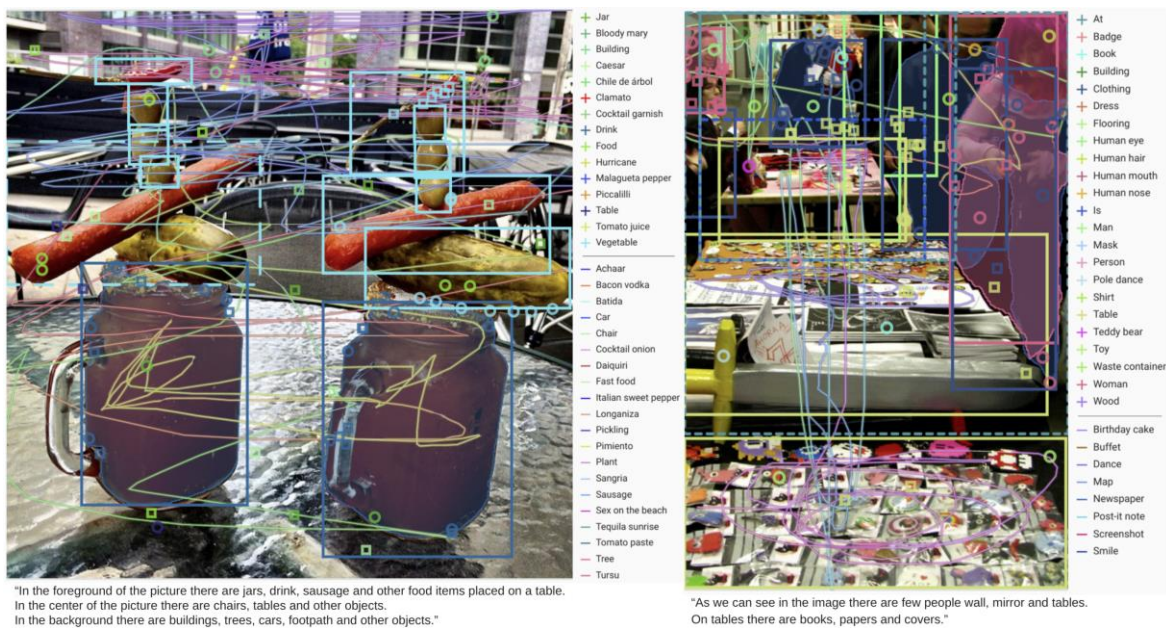 Jar
Bloody mary
Building
Caesar
Chile de árbol
Clamato
Cocktail garnish
Drink
Food
Hurricane
Malagueta pepper
Piccalilli
Table
Tomato juice
Vegetable
Achaar
Bacon vodka
Batida
Car
Chair
Cocktail onion
Daiquiri
Fast food
Italian sweet pepper
Longaniza
Pickling
Pimiento
Plant
Sangria
Sausage
Sex on the beach
Tequila sunrise
Tomato paste
Tree
Tursu
"In the foreground of the picture there are jars, drink, sausage and other food items placed on a table.
In the center of the picture there are chairs, tables and other objects.
In the background there are buildings, trees, cars, footpath and other objects."
At
Badge
Book
Building
Clothing
Dress
Flooring
Human eye
Human hair
Human mouth
Human nose
Is
Man
Mask
Person
Pole dance
Shirt
Table
Teddy bear
Toy
Waste container
Woman
Wood
Birthday cake
Buffet
Dance
Map
Newspaper
Post-it note
Screenshot
Smile
"As we can see in the image there are few people wall, mirror and tables.
On tables there are books, papers and covers."